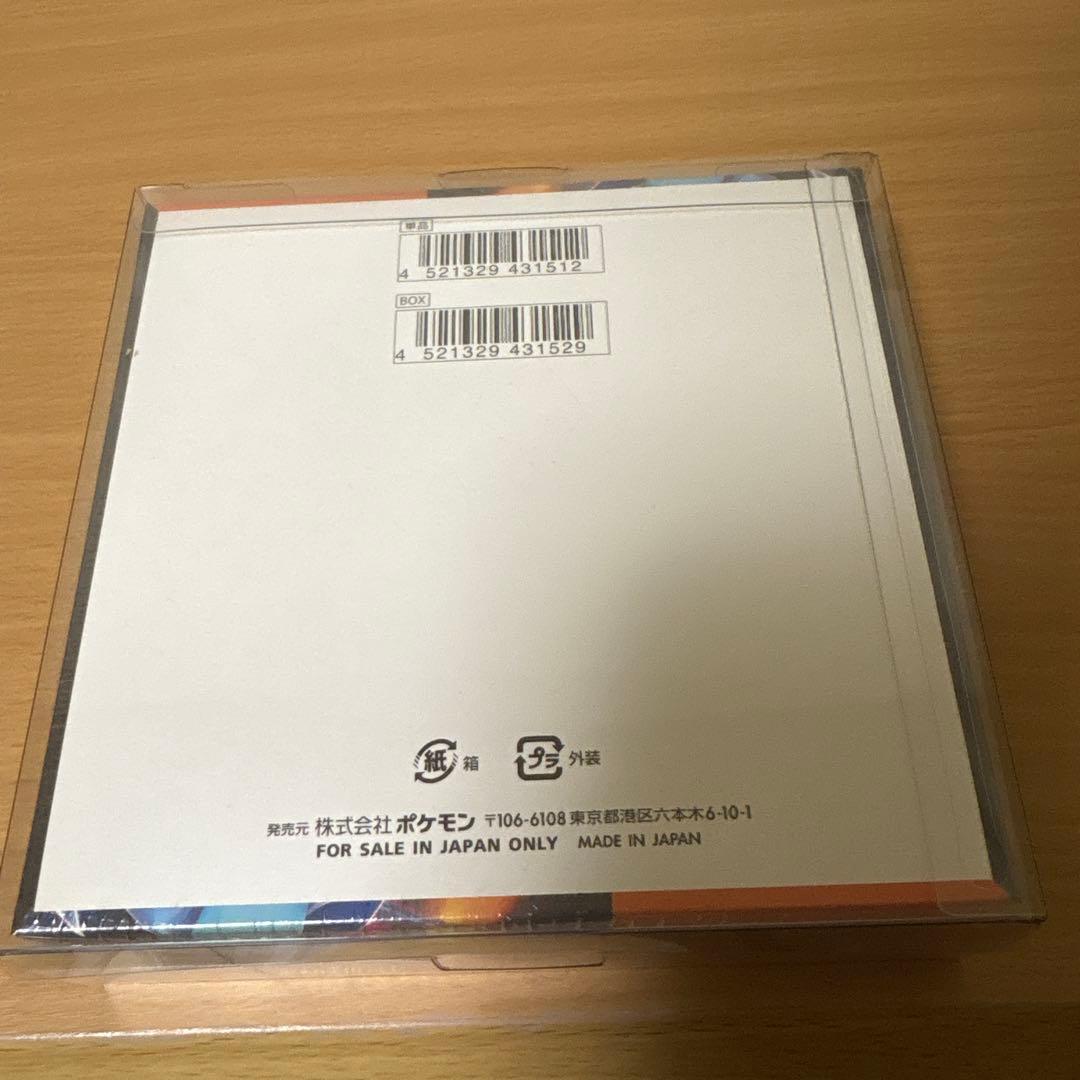 単品
4 521329 431512
BOX
4 521329 431529
紙 箱 プラ 外装
発売元 株式会社 ポケモン 〒106-6108 東京都港区六本木6-10-1
FOR SALE IN JAPAN ONLY MADE IN JAPAN